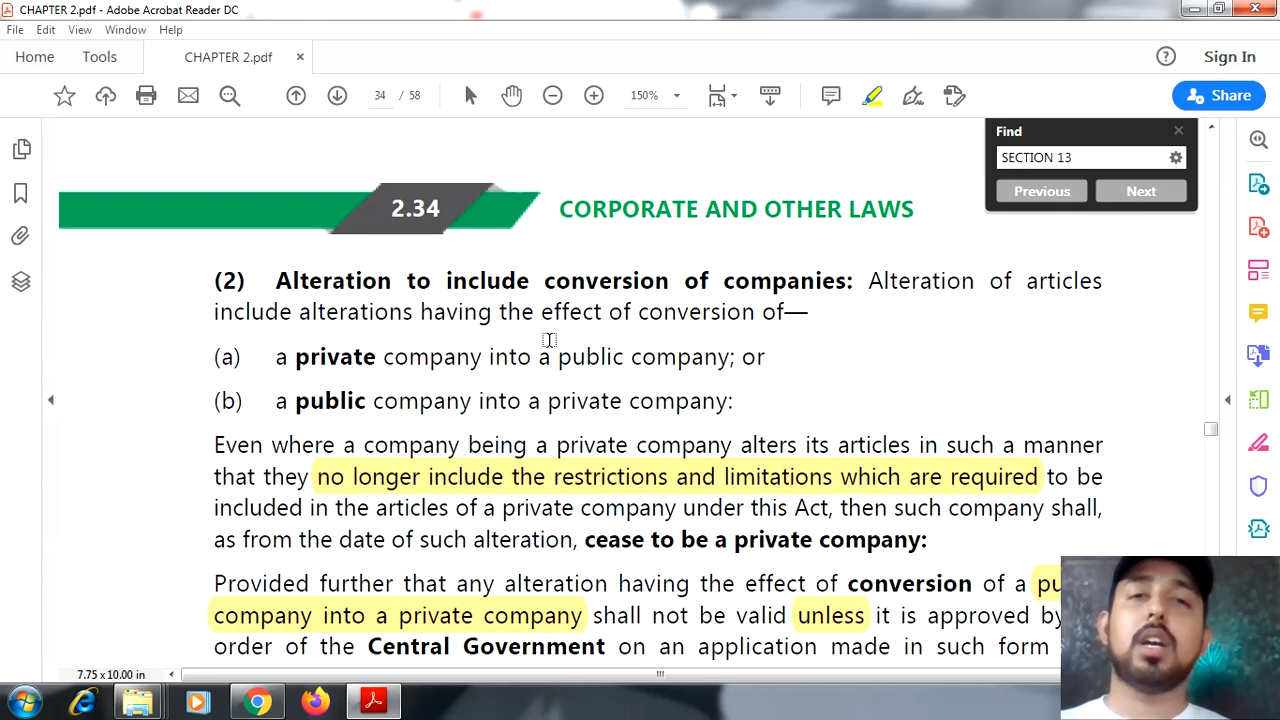 CHAPTER 2.pdf - Adobe Acrobat Reader DC
File Edit View Window Help
Home Tools CHAPTER 2.pdf × Sign In
34 / 58 150% Share
Find
SECTION 13
Previous Next
2.34 CORPORATE AND OTHER LAWS
(2) Alteration to include conversion of companies: Alteration of articles
include alterations having the effect of conversion of—
(a) a private company into a public company; or
(b) a public company into a private company:
Even where a company being a private company alters its articles in such a manner
that they no longer include the restrictions and limitations which are required to be
included in the articles of a private company under this Act, then such company shall,
as from the date of such alteration, cease to be a private company:
Provided further that any alteration having the effect of conversion of a
company into a private company shall not be valid unless it is approved by
order of the Central Government on an application made in such form
7.75 x 10.00 in